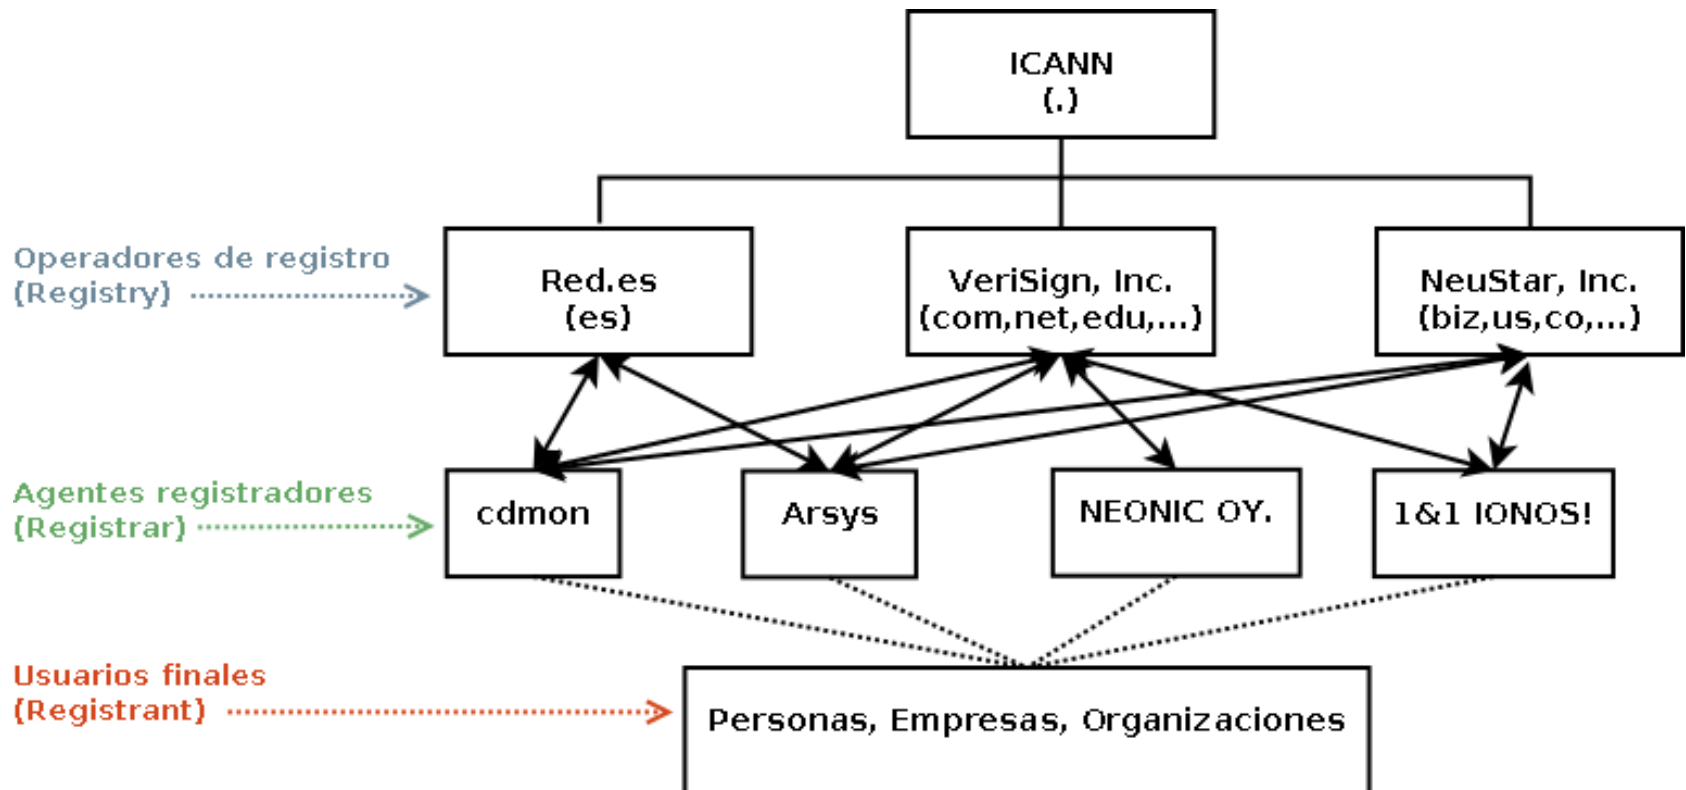 ICANN
(.)
Operadores de registro
(Registry)
Red.es
(es)
VeriSign, Inc.
(com,net,edu,...)
NeuStar, Inc.
(biz,us,co,...)
Agentes registradores
(Registrar)
cdmon
Arsys
NEONIC OY.
1&1 IONOS!
Usuarios finales
(Registrant)
Personas, Empresas, Organizaciones